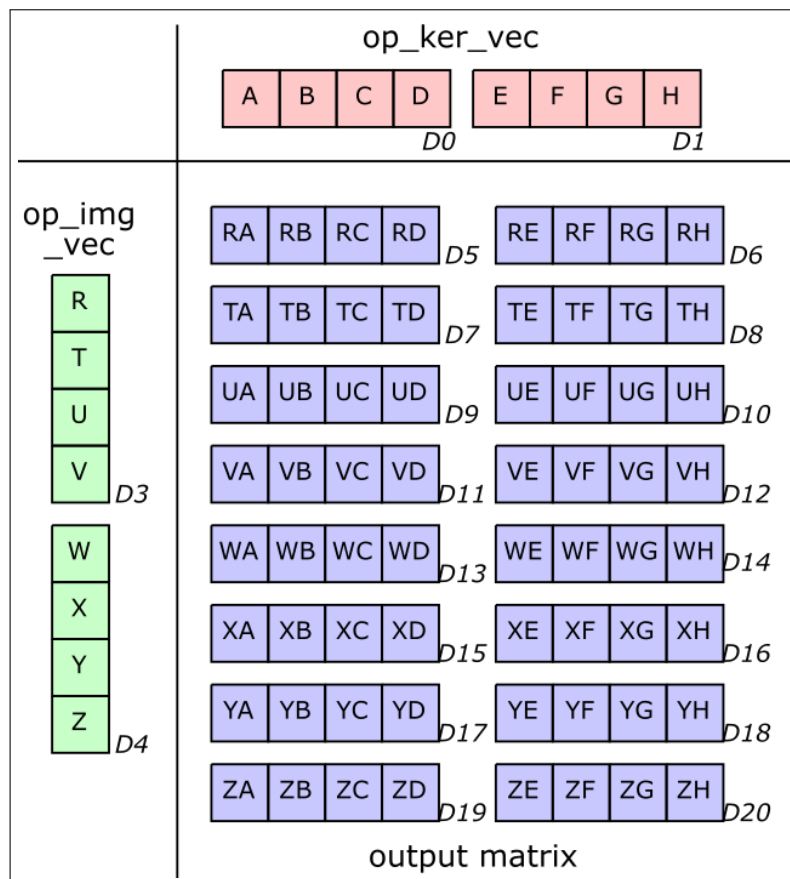 op_ker_vec
A B C D E F G H
D0 D1
op_img
_vec
R
T
U
V
D3
W
X
Y
Z
D4
RA RB RC RD RE RF RG RH
D5 D6
TA TB TC TD TE TF TG TH
D7 D8
UA UB UC UD UE UF UG UH
D9 D10
VA VB VC VD VE VF VG VH
D11 D12
WA WB WC WD WE WF WG WH
D13 D14
XA XB XC XD XE XF XG XH
D15 D16
YA YB YC YD YE YF YG YH
D17 D18
ZA ZB ZC ZD ZE ZF ZG ZH
D19 D20
output matrix